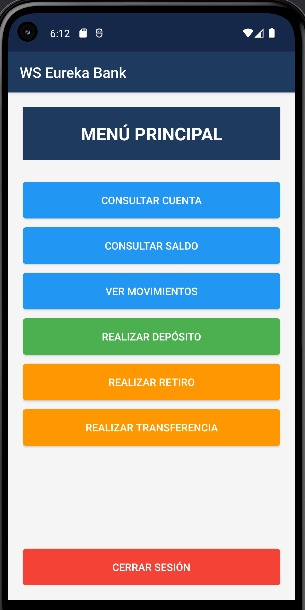 6:12
WS Eureka Bank
MENÚ PRINCIPAL
CONSULTAR CUENTA
CONSULTAR SALDO
VER MOVIMIENTOS
REALIZAR DEPÓSITO
REALIZAR RETIRO
REALIZAR TRANSFERENCIA
CERRAR SESIÓN